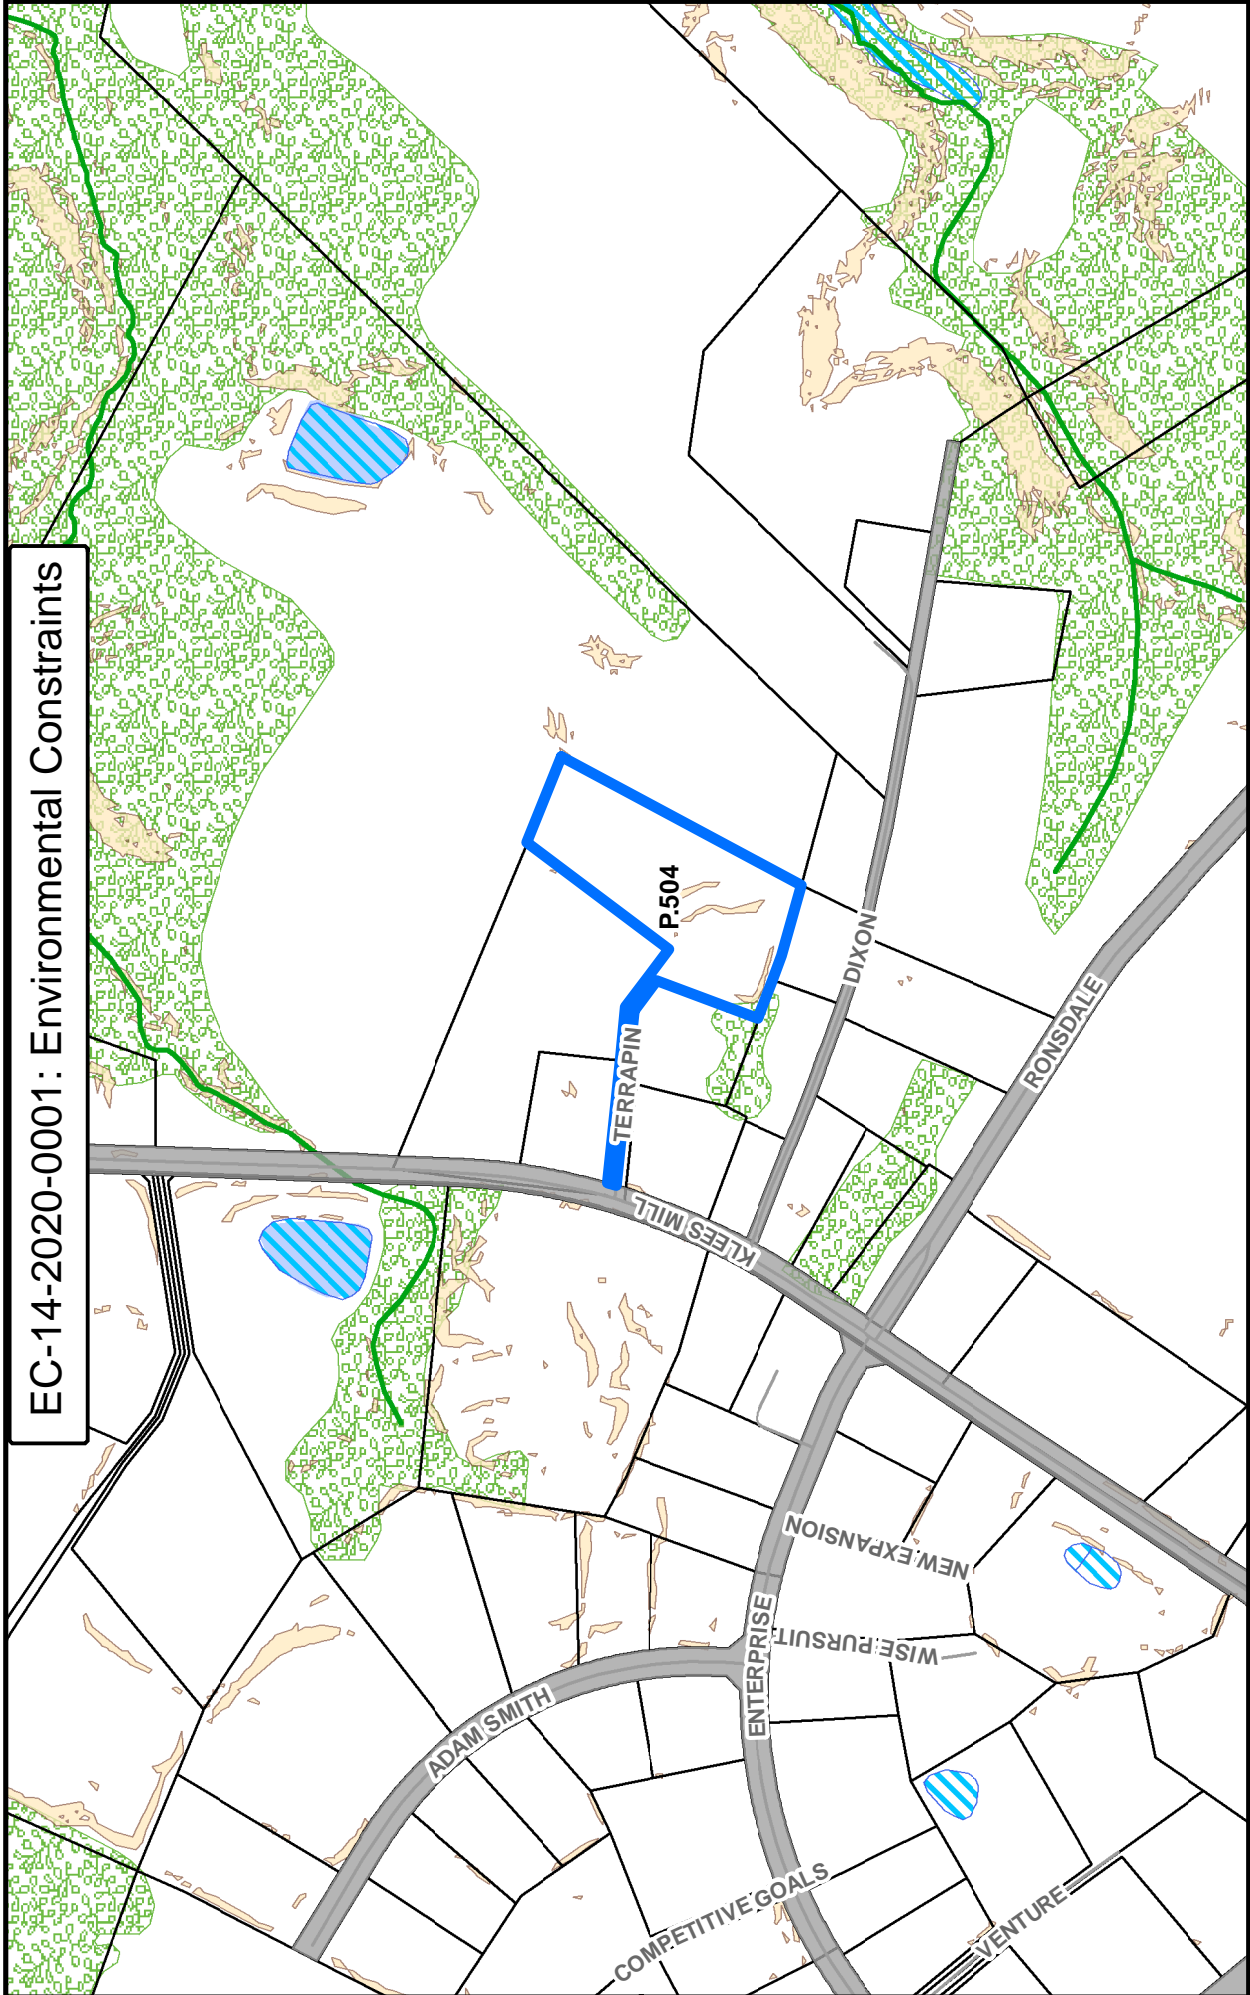 EC-14-2020-0001: Environmental Constraints
P.504
TERRAPIN
DIXON
RONSDALE
KLEES MILL
NEW EXPANSION
WISE PURSUIT
ENTERPRISE
ADAM SMITH
COMPETITIVE GOALS
VENTURE